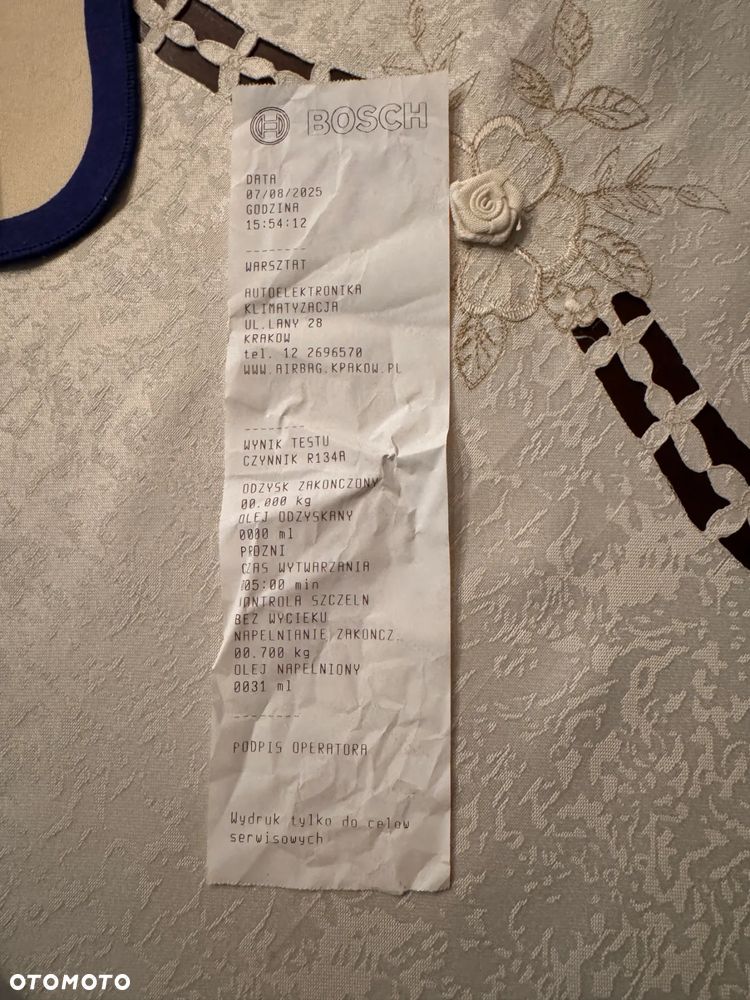 BOSCH
DATA
07/08/2025
GODZINA
15:54:12
--------
WARSZTAT
AUTOELEKTRONIKA
KLIMATYZACJA
UL.LANY 28
KRAKOW
tel. 12 2696570
WWW.AIRBAG.KRAKOW.PL
--------
WYNIK TESTU
CZYNNIK R134A
ODZYSK ZAKONCZONY
00.000 kg
OLEJ ODZYSKANY
0000 ml
PROZNI
CZAS WYTWARZANIA
05:00 min
KONTROLA SZCZELN
BEZ WYCIEKU
NAPELNIANIE ZAKONCZ.
00.700 kg
OLEJ NAPELNIONY
0031 ml
--------
PODPIS OPERATORA
Wydruk tylko do celow
serwisowych
OTOMOTO